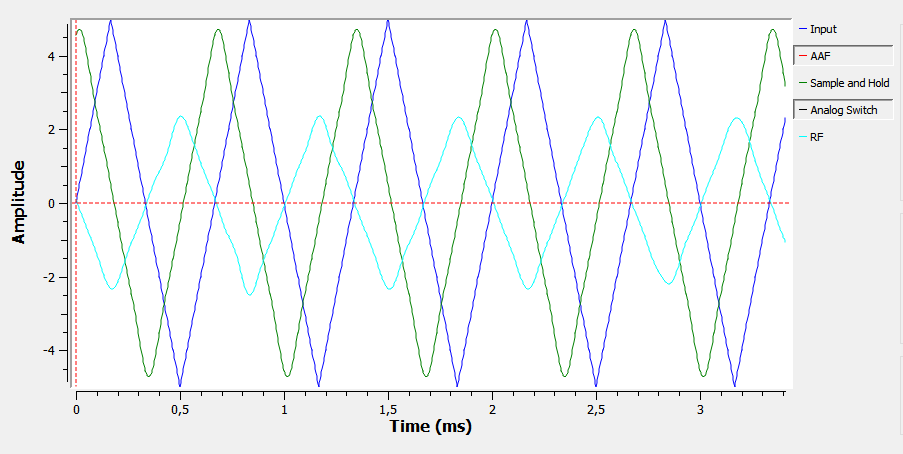 Amplitude
4
2
0
-2
-4
0
0,5
1
1,5
2
2,5
3
Time (ms)
Input
AAF
Sample and Hold
Analog Switch
RF